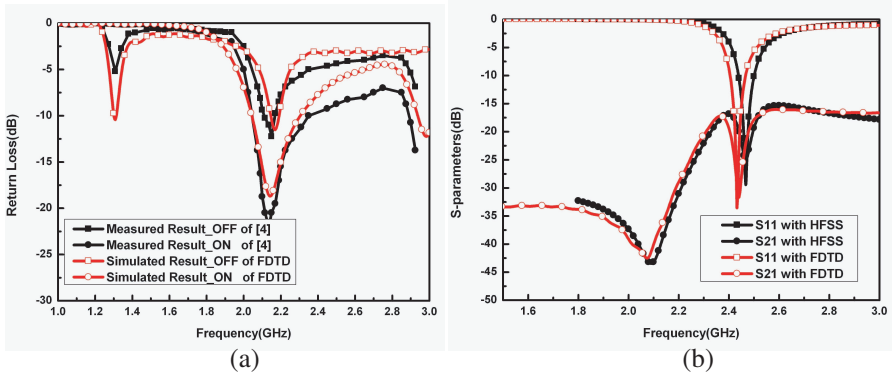 0
-5
-10
-15
-20
-25
-30
Return Loss(dB)
Measured Result_OFF of [4]
Measured Result_ON of [4]
Simulated Result_OFF of FDTD
Simulated Result_ON of FDTD
1.0 1.2 1.4 1.6 1.8 2.0 2.2 2.4 2.6 2.8 3.0
Frequency(GHz)
(a)
5
0
-5
-10
-15
-20
-25
-30
-35
-40
-45
-50
S-parameters(dB)
S11 with HFSS
S21 with HFSS
S11 with FDTD
S21 with FDTD
1.6 1.8 2.0 2.2 2.4 2.6 2.8 3.0
Frequency(GHz)
(b)